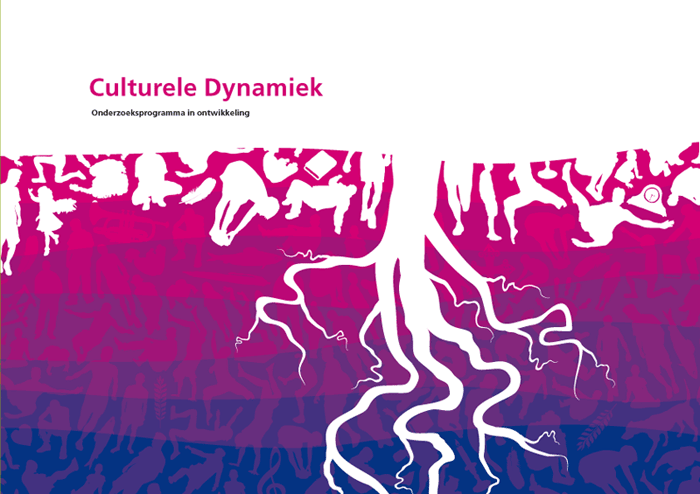 Culturele Dynamiek
Onderzoeksprogramma in ontwikkeling